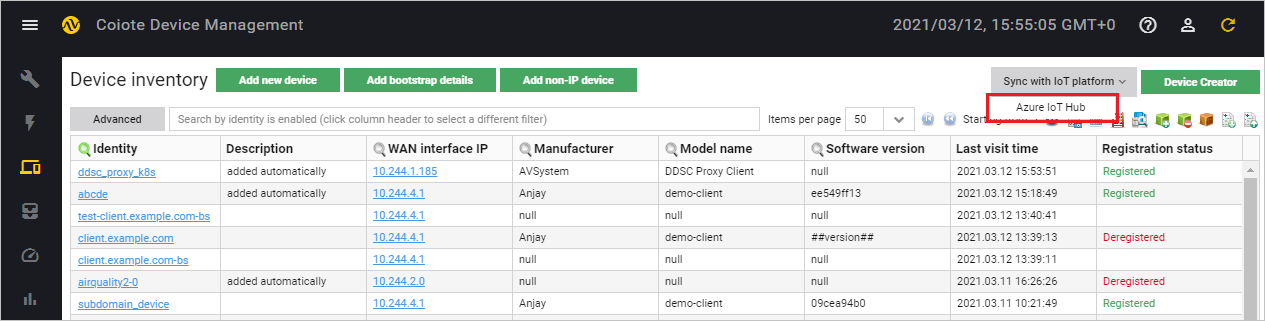 Coiote Device Management 2021/03/12, 15:55:05 GMT+0
Device inventory Add new device Add bootstrap details Add non-IP device Sync with IoT platform Device Creator
Azure IoT Hub
Advanced Search by identity is enabled (click column header to select a different filter) Items per page 50
Identity Description WAN interface IP Manufacturer Model name Software version Last visit time Registration status
ddsc_proxy_k8s added automatically 10.244.1.185 AVSystem DDSC Proxy Client null 2021.03.12 15:53:51 Registered
abcde added automatically 10.244.4.1 Anjay demo-client ee549ff13 2021.03.12 15:18:49 Registered
test-client.example.com-bs 10.244.4.1 null null null 2021.03.12 13:40:41
client.example.com 10.244.4.1 Anjay demo-client ##version## 2021.03.12 13:39:13 Deregistered
client.example.com-bs 10.244.4.1 null null null 2021.03.12 13:39:11
airquality2-0 added automatically 10.244.2.0 null null null 2021.03.11 16:26:26 Deregistered
subdomain_device 10.244.4.1 Anjay demo-client 09cea94b0 2021.03.11 10:21:49 Registered